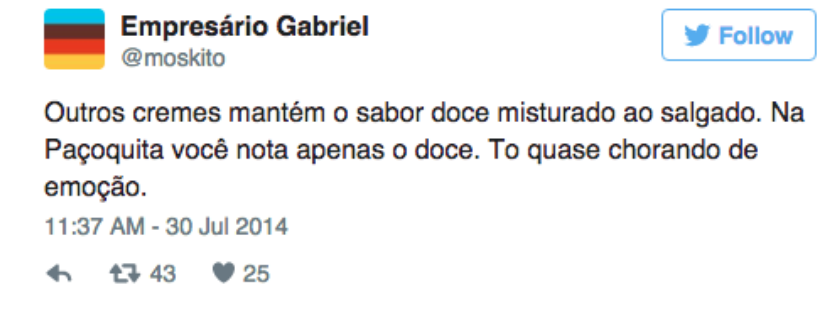 Empresário Gabriel
@moskito
Follow
Outros cremes mantém o sabor doce misturado ao salgado. Na
Paçoquita você nota apenas o doce. To quase chorando de
emoção.
11:37 AM - 30 Jul 2014
43 25